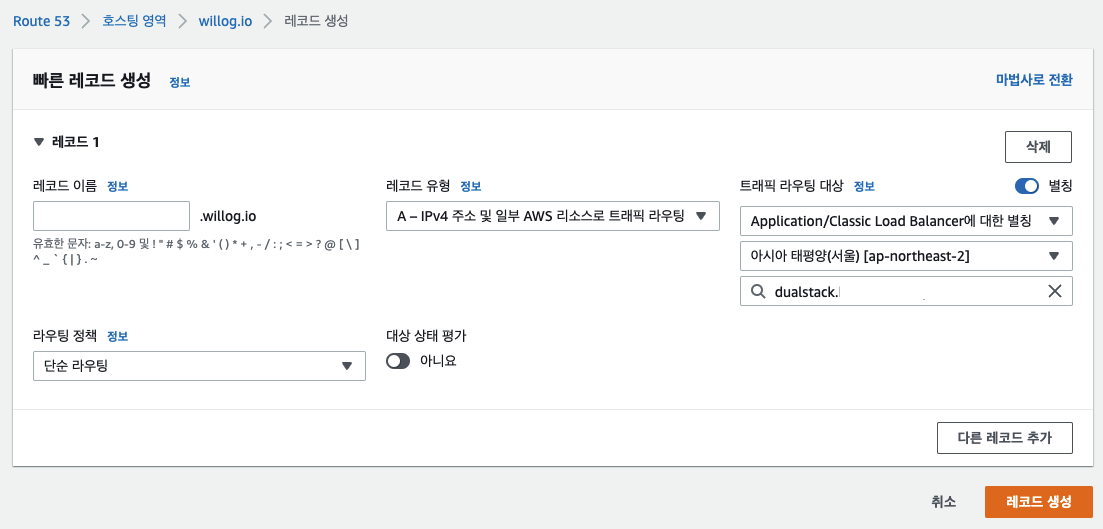 Route 53 > 호스팅 영역 > willog.io > 레코드 생성
빠른 레코드 생성 정보
마법사로 전환
레코드 1
삭제
레코드 이름 정보
.willog.io
유효한 문자: a-z, 0-9 및 ! " # $ % & ' ( ) * + , - / : ; < = > ? @ [ \ ]
^ _ ` { | } . ~
레코드 유형 정보
A – IPv4 주소 및 일부 AWS 리소스로 트래픽 라우팅
트래픽 라우팅 대상 정보
별칭
Application/Classic Load Balancer에 대한 별칭
아시아 태평양(서울) [ap-northeast-2]
dualstack.
라우팅 정책 정보
단순 라우팅
대상 상태 평가
아니요
다른 레코드 추가
취소
레코드 생성